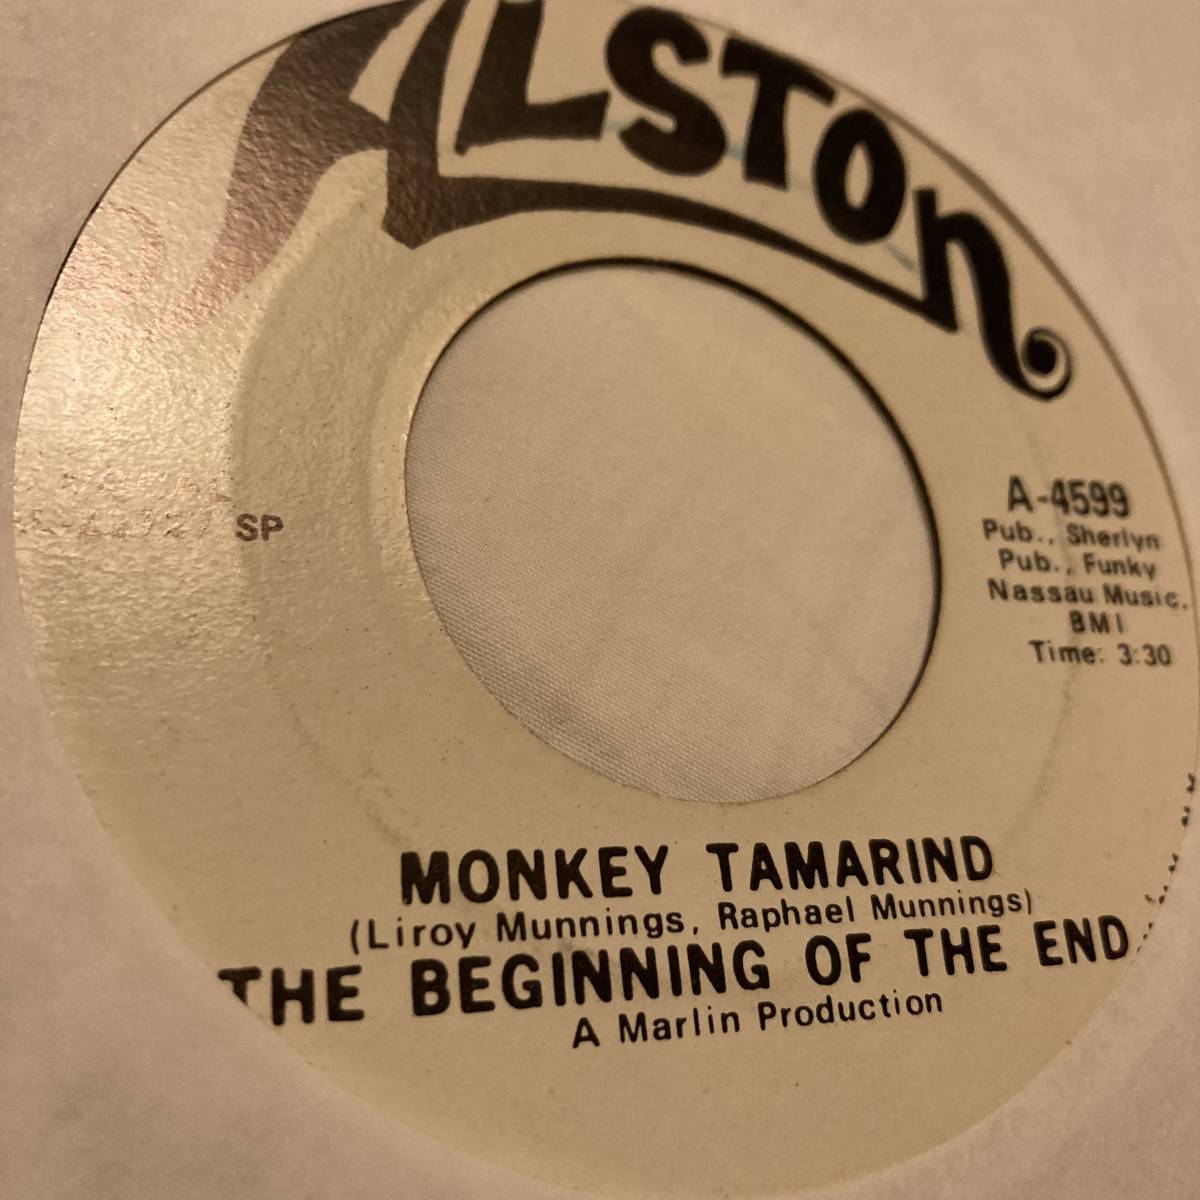 ALSTON
A-4599
Pub., Sherlyn
Pub., Funky
Nassau Music,
BMI
Time: 3:30
SP
MONKEY TAMARIND
(Liroy Munnings, Raphael Munnings)
THE BEGINNING OF THE END
A Marlin Production